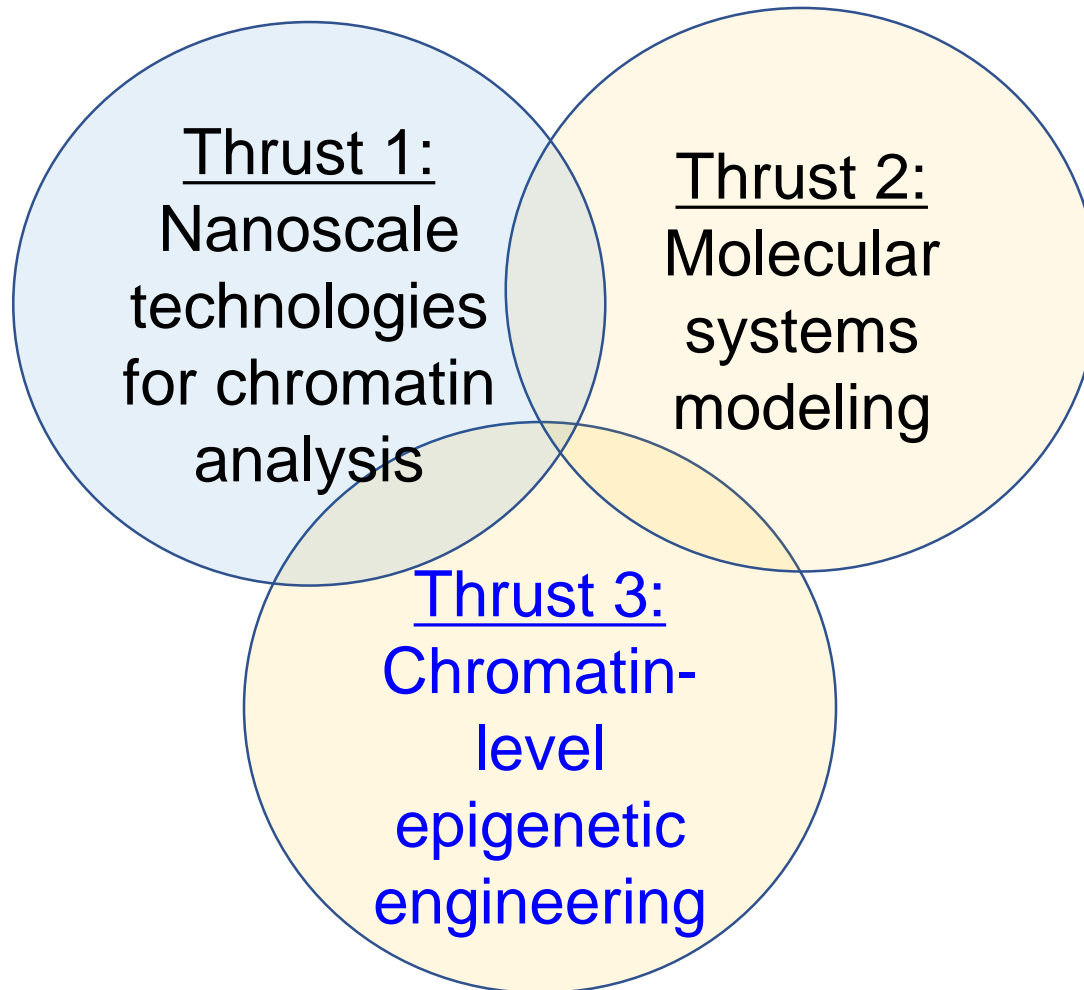 Thrust 1:
Nanoscale
technologies
for chromatin
analysis
Thrust 2:
Molecular
systems
modeling
Thrust 3:
Chromatin-
level
epigenetic
engineering